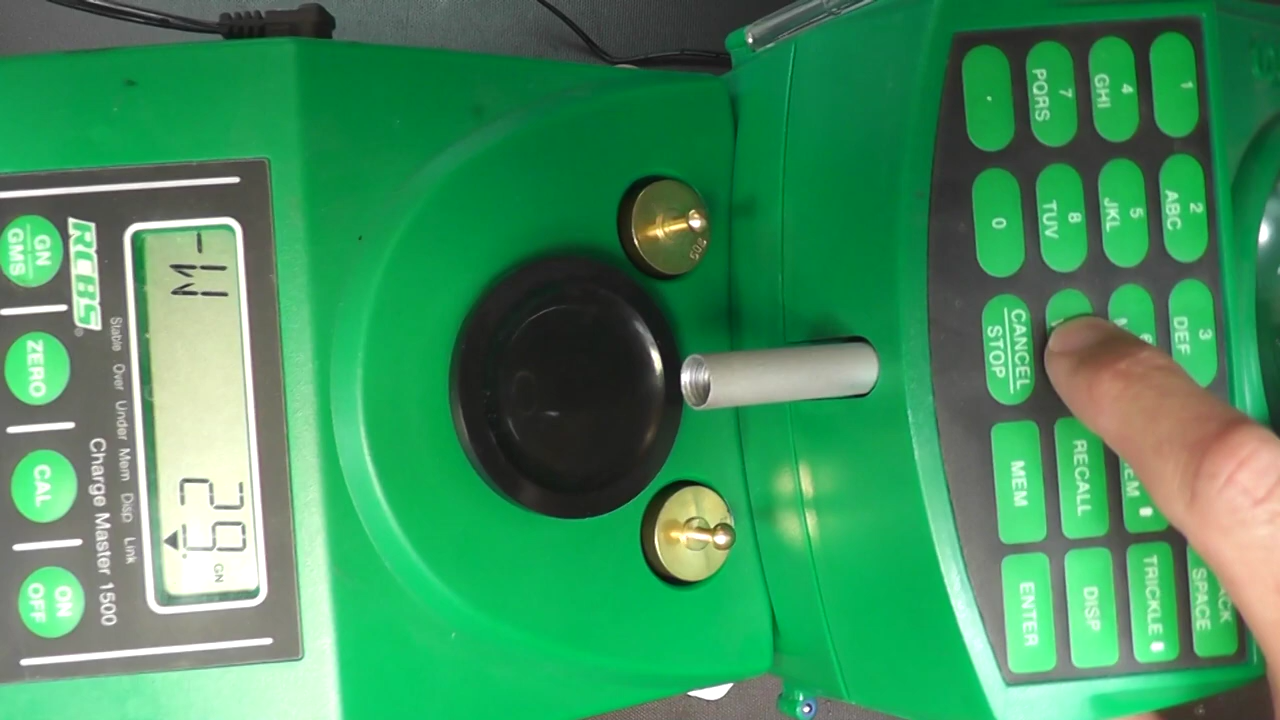 1
2
ABC
3
DEF
SPACE
4
GHI
5
JKL
6
TRICKLE
7
PQRS
8
TUV
RECALL
DISP
.
0
CANCEL
STOP
MEM
ENTER
M- 29
GN
Stable Over Under Mem Disp Link
RCBS® Charge Master 1500
GN
GMS
ZERO
CAL
ON
OFF